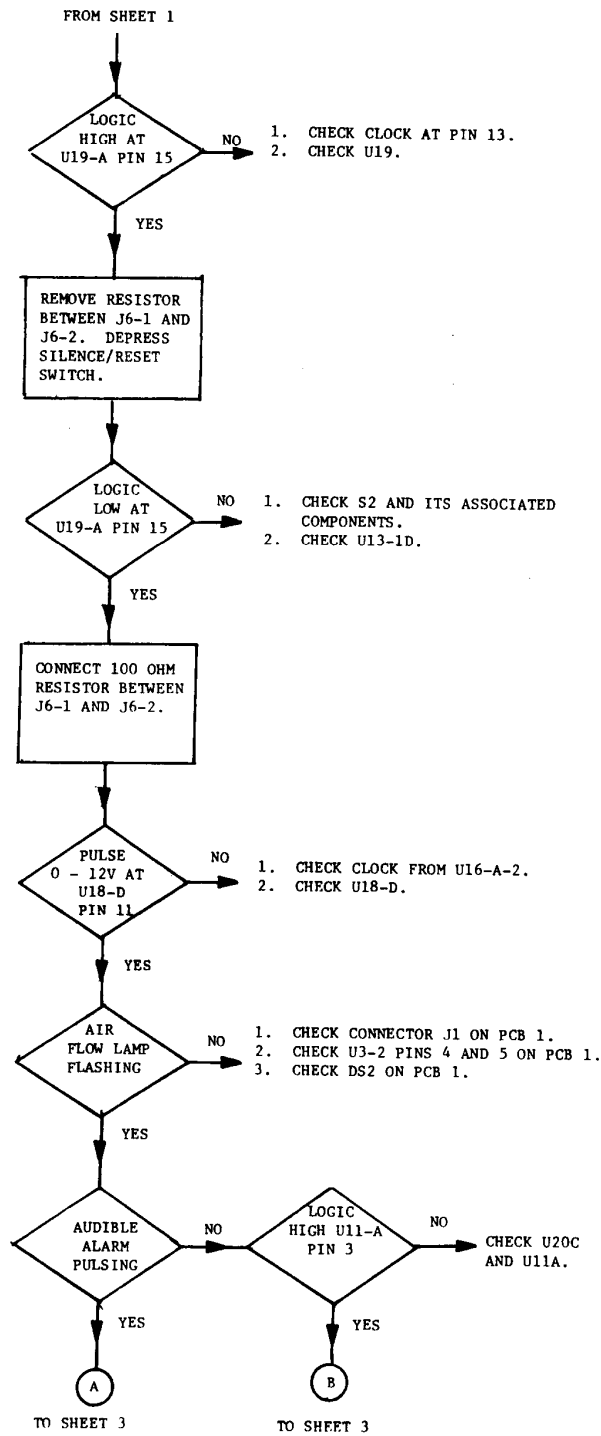 FROM SHEET 1
LOGIC
HIGH AT
U19-A PIN 15
NO
1. CHECK CLOCK AT PIN 13.
2. CHECK U19.
YES
REMOVE RESISTOR
BETWEEN J6-1 AND
J6-2. DEPRESS
SILENCE/RESET
SWITCH.
LOGIC
LOW AT
U19-A PIN 15
NO
1. CHECK S2 AND ITS ASSOCIATED
COMPONENTS.
2. CHECK U13-1D.
YES
CONNECT 100 OHM
RESISTOR BETWEEN
J6-1 AND J6-2.
PULSE
0 - 12V AT
U18-D
PIN 11
NO
1. CHECK CLOCK FROM U16-A-2.
2. CHECK U18-D.
YES
AIR
FLOW LAMP
FLASHING
NO
1. CHECK CONNECTOR J1 ON PCB 1.
2. CHECK U3-2 PINS 4 AND 5 ON PCB 1.
3. CHECK DS2 ON PCB 1.
YES
AUDIBLE
ALARM
PULSING
NO
LOGIC
HIGH U11-A
PIN 3
NO
CHECK U20C
AND U11A.
YES
YES
A
B
TO SHEET 3
TO SHEET 3